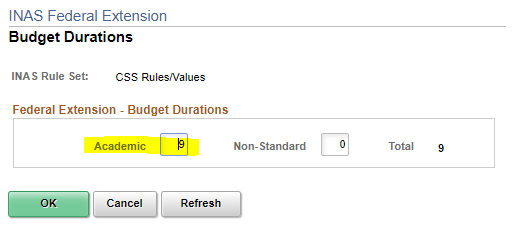 INAS Federal Extension
Budget Durations
INAS Rule Set: CSS Rules/Values
Federal Extension - Budget Durations
Academic 9 Non-Standard 0 Total 9
OK Cancel Refresh